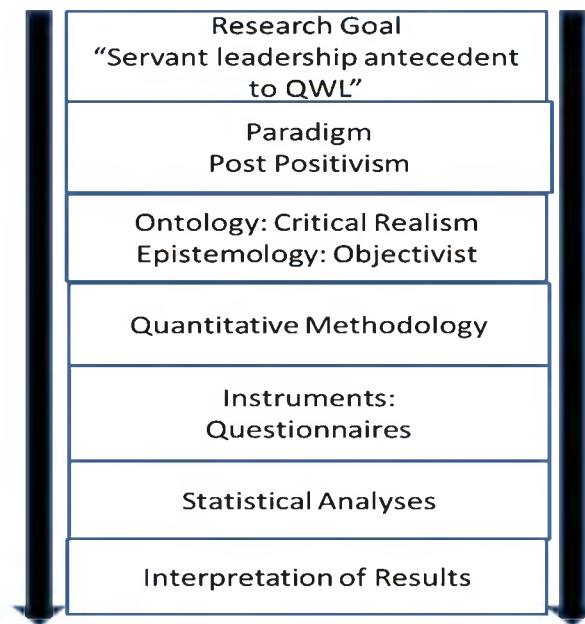 Research Goal
“Servant leadership antecedent
to QWL”
Paradigm
Post Positivism
Ontology: Critical Realism
Epistemology: Objectivist
Quantitative Methodology
Instruments:
Questionnaires
Statistical Analyses
Interpretation of Results